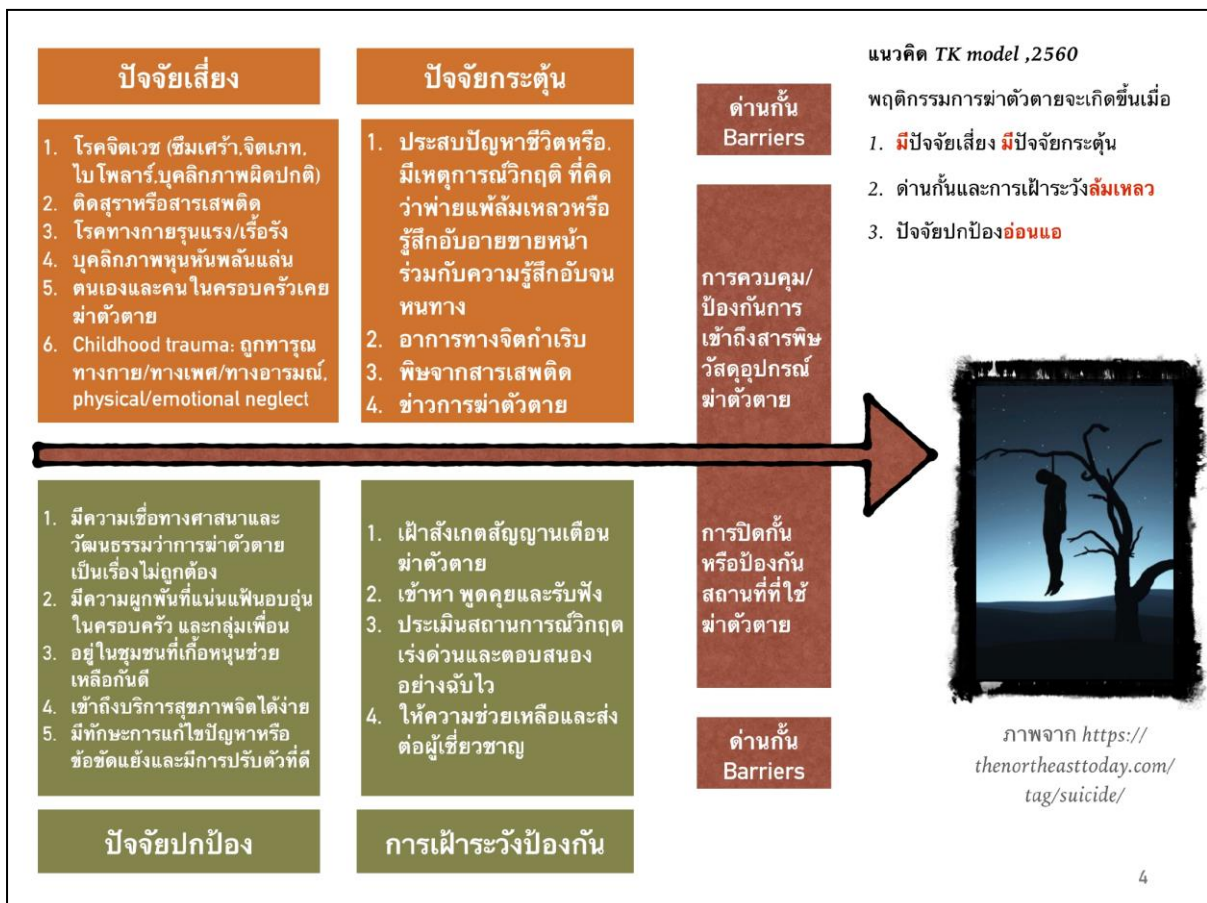 ปัจจัยเสี่ยง
1. โรคจิตเวช (ซึมเศร้า,จิตเภท,
ไบโพลาร์,บุคลิกภาพผิดปกติ)
2. ติดสุราหรือสารเสพติด
3. โรคทางกายรุนแรง/เรื้อรัง
4. บุคลิกภาพหุนหันพลันแล่น
5. ตนเองและคนในครอบครัวเคย
ฆ่าตัวตาย
6. Childhood trauma: ถูกทารุณ
ทางกาย/ทางเพศ/ทางอารมณ์,
physical/emotional neglect
ปัจจัยกระตุ้น
1. ประสบปัญหาชีวิตหรือ.
มีเหตุการณ์วิกฤติ ที่คิด
ว่าพ่ายแพ้ล้มเหลวหรือ
รู้สึกอับอายขายหน้า
ร่วมกับความรู้สึกอับจน
หนทาง
2. อาการทางจิตกำเริบ
3. พิษจากสารเสพติด
4. ข่าวการฆ่าตัวตาย
ด่านกั้น
Barriers
การควบคุม/
ป้องกันการ
เข้าถึงสารพิษ
วัสดุอุปกรณ์
ฆ่าตัวตาย
แนวคิด TK model ,2560
พฤติกรรมการฆ่าตัวตายจะเกิดขึ้นเมื่อ
1. มีปัจจัยเสี่ยง มีปัจจัยกระตุ้น
2. ด่านกั้นและการเฝ้าระวังล้มเหลว
3. ปัจจัยปกป้องอ่อนแอ
1. มีความเชื่อทางศาสนาและ
วัฒนธรรมว่าการฆ่าตัวตาย
เป็นเรื่องไม่ถูกต้อง
2. มีความผูกพันที่แน่นแฟ้นอบอุ่น
ในครอบครัว และกลุ่มเพื่อน
3. อยู่ในชุมชนที่เกื้อหนุนช่วย
เหลือกันดี
4. เข้าถึงบริการสุขภาพจิตได้ง่าย
5. มีทักษะการแก้ไขปัญหาหรือ
ข้อขัดแย้งและมีการปรับตัวที่ดี
ปัจจัยปกป้อง
1. เฝ้าสังเกตสัญญานเตือน
ฆ่าตัวตาย
2. เข้าหา พูดคุยและรับฟัง
3. ประเมินสถานการณ์วิกฤต
เร่งด่วนและตอบสนอง
อย่างฉับไว
4. ให้ความช่วยเหลือและส่ง
ต่อผู้เชี่ยวชาญ
การเฝ้าระวังป้องกัน
การปิดกั้น
หรือป้องกัน
สถานที่ที่ใช้
ฆ่าตัวตาย
ด่านกั้น
Barriers
ภาพจาก https://
thenortheasttoday.com/
tag/suicide/
4